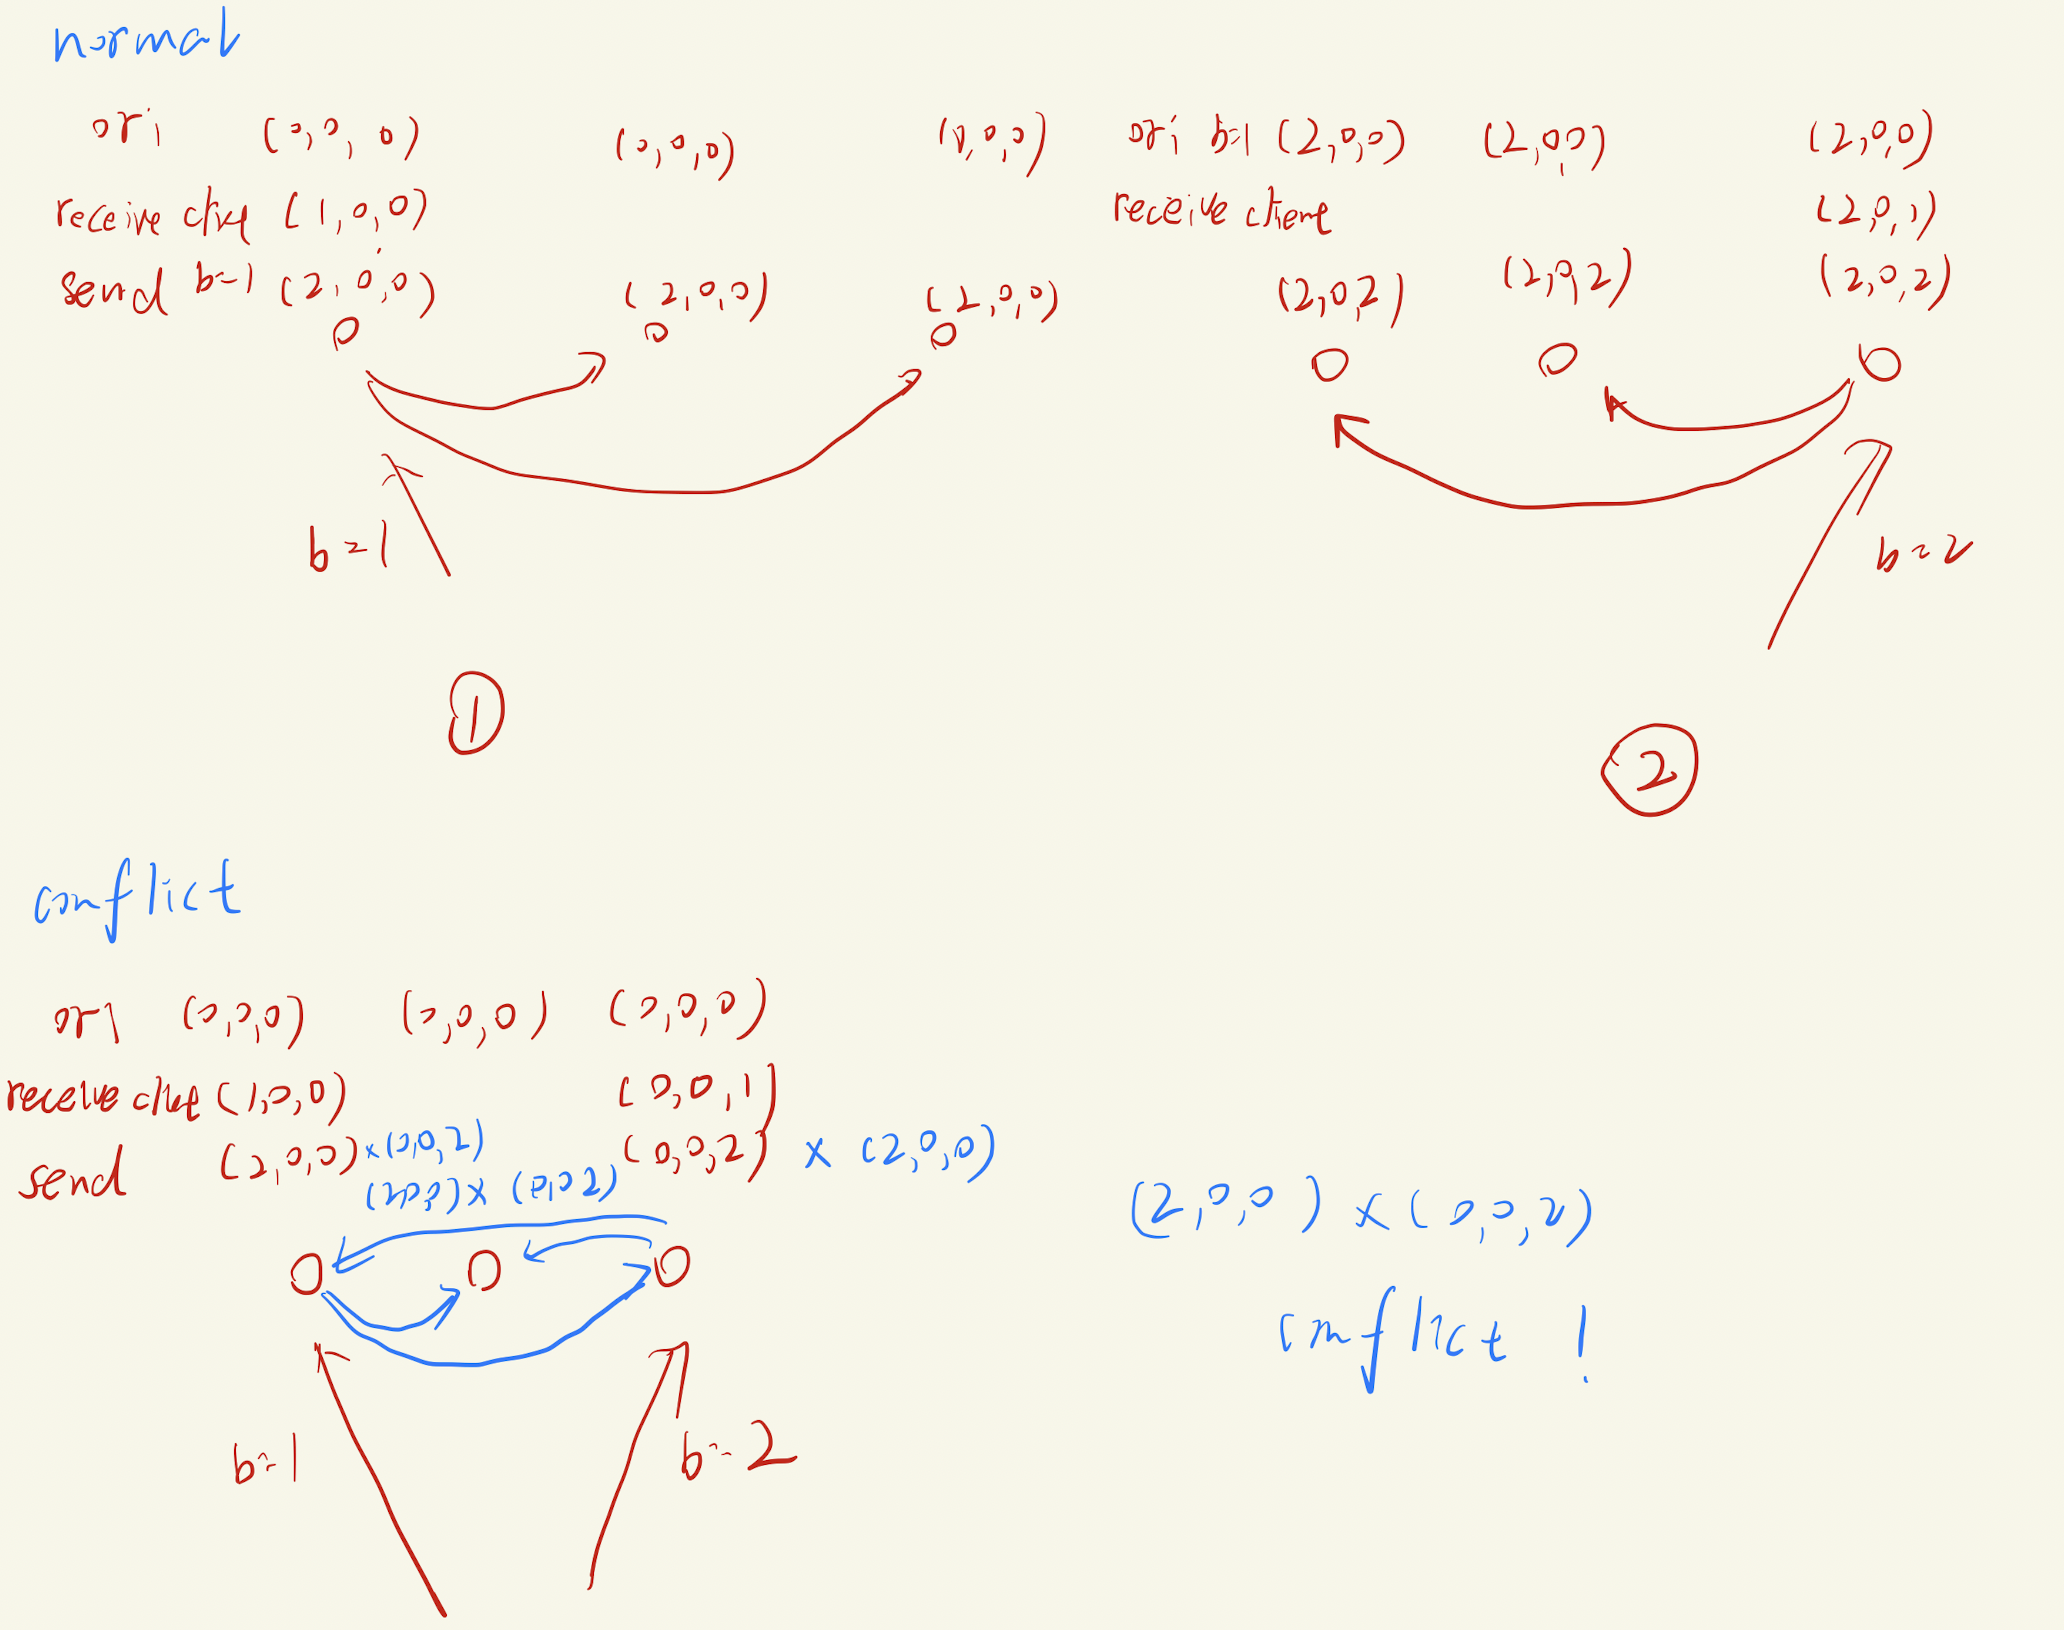 normal
ori (0,0,0) (0,0,0) (0,0,0)
receive (1,0,0)
send b=1 (2,0,0) (2,0,0) (2,0,0)
b=1
①
ori b=1 (2,0,0) (2,0,0) (2,0,0)
receive client (2,0,1)
(2,0,2) (2,0,2) (2,0,2)
b=2
②
conflict
ori (0,0,0) (0,0,0) (0,0,0)
receive (1,0,0) (0,0,1)
send (2,0,0) x (0,0,2) (0,0,2) x (2,0,0)
(2,0,0) x (0,0,2)
b=1 b=2
(2,0,0) x (0,0,2)
conflict !